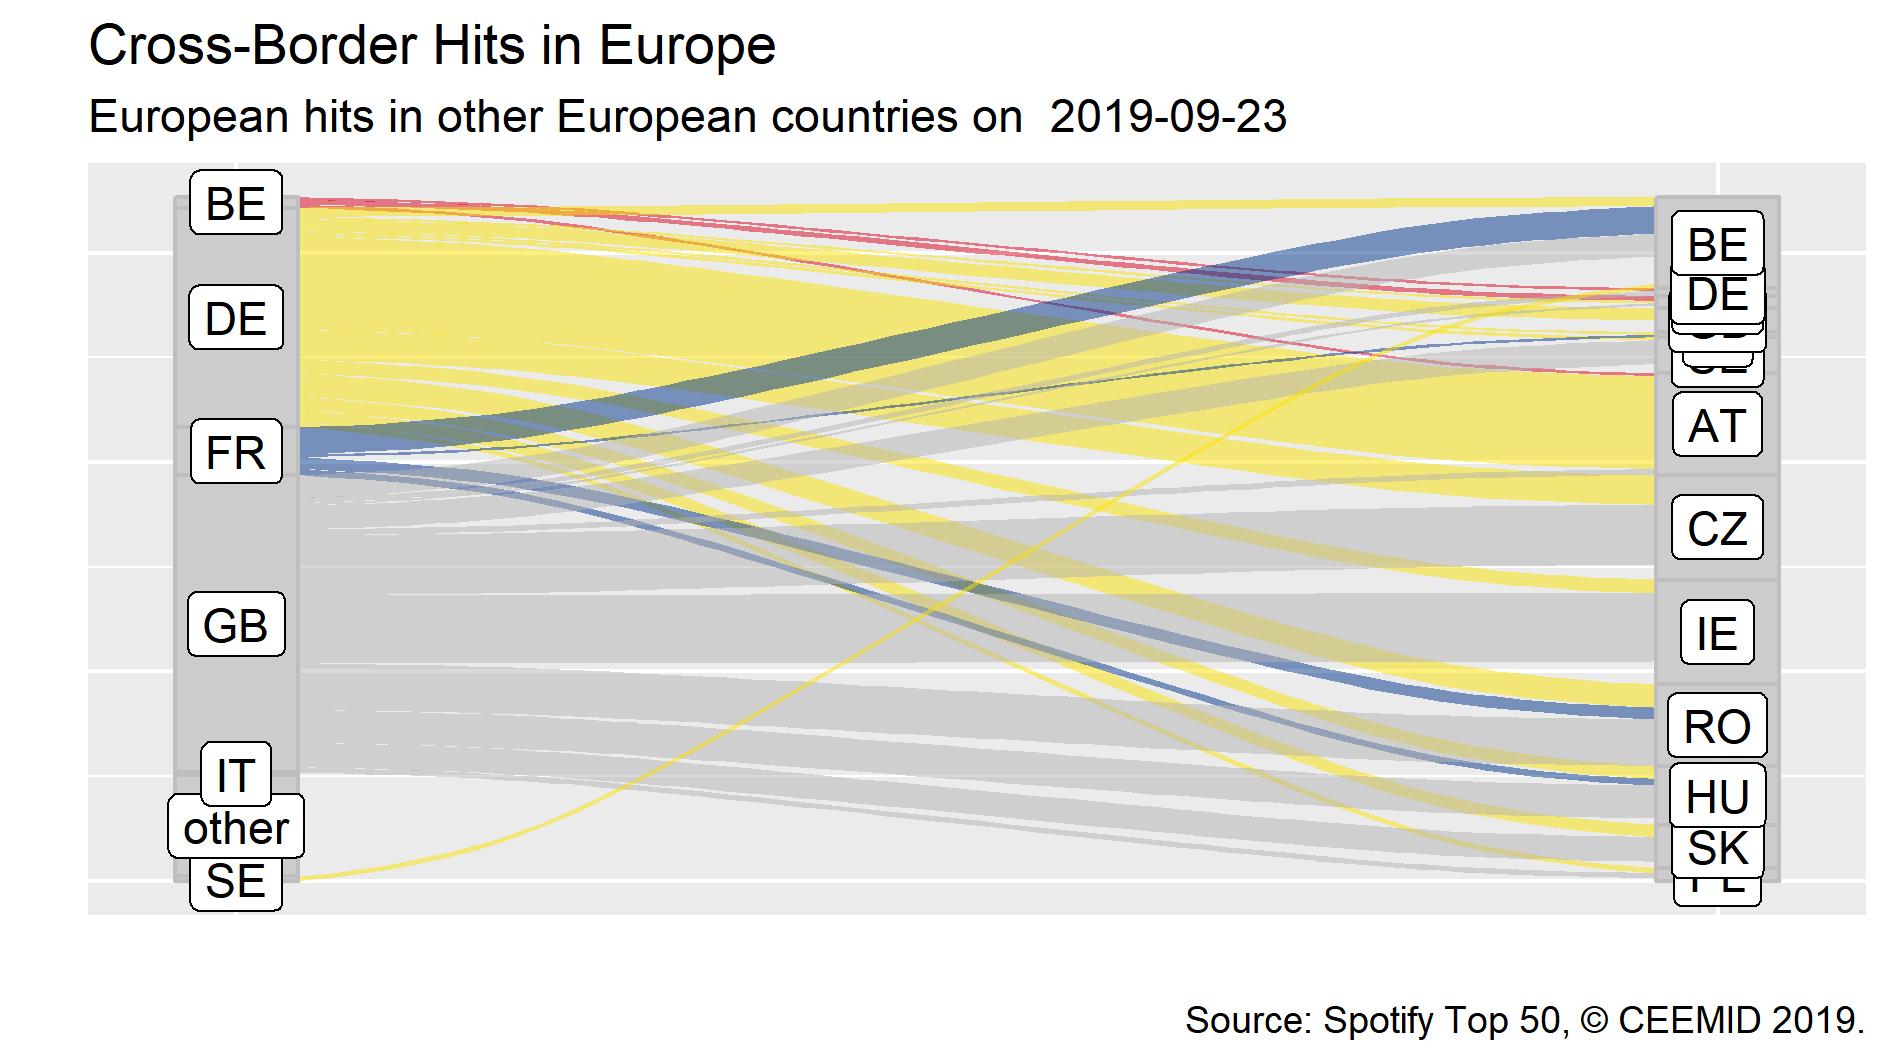 Cross-Border Hits in Europe
European hits in other European countries on 2019-09-23
BE
DE
FR
GB
IT
other
SE
BE
DE
AT
CZ
IE
RO
HU
SK
Source: Spotify Top 50, © CEEMID 2019.